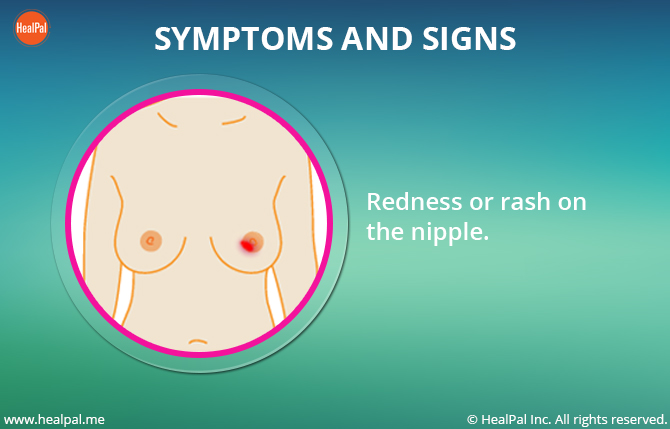 HealPal
SYMPTOMS AND SIGNS
Redness or rash on
the nipple.
www.healpal.me
© HealPal Inc. All rights reserved.